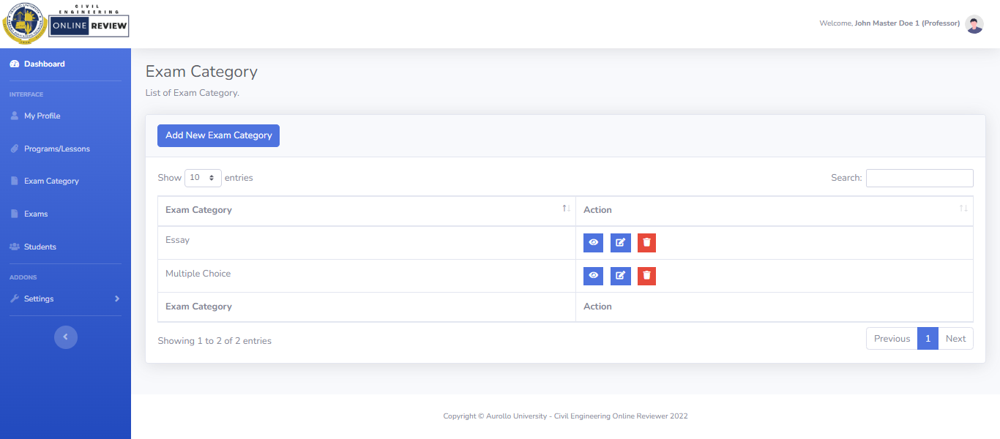 CIVIL
ENGINEERING
ONLINE REVIEW
Welcome, John Master Doe 1 (Professor)
Dashboard
INTERFACE
My Profile
Programs/Lessons
Exam Category
Exams
Students
ADDONS
Settings
Exam Category
List of Exam Category.
Add New Exam Category
Show 10 entries
Search:
Exam Category Action
Essay
Multiple Choice
Exam Category Action
Showing 1 to 2 of 2 entries
Previous 1 Next
Copyright © Aurollo University - Civil Engineering Online Reviewer 2022